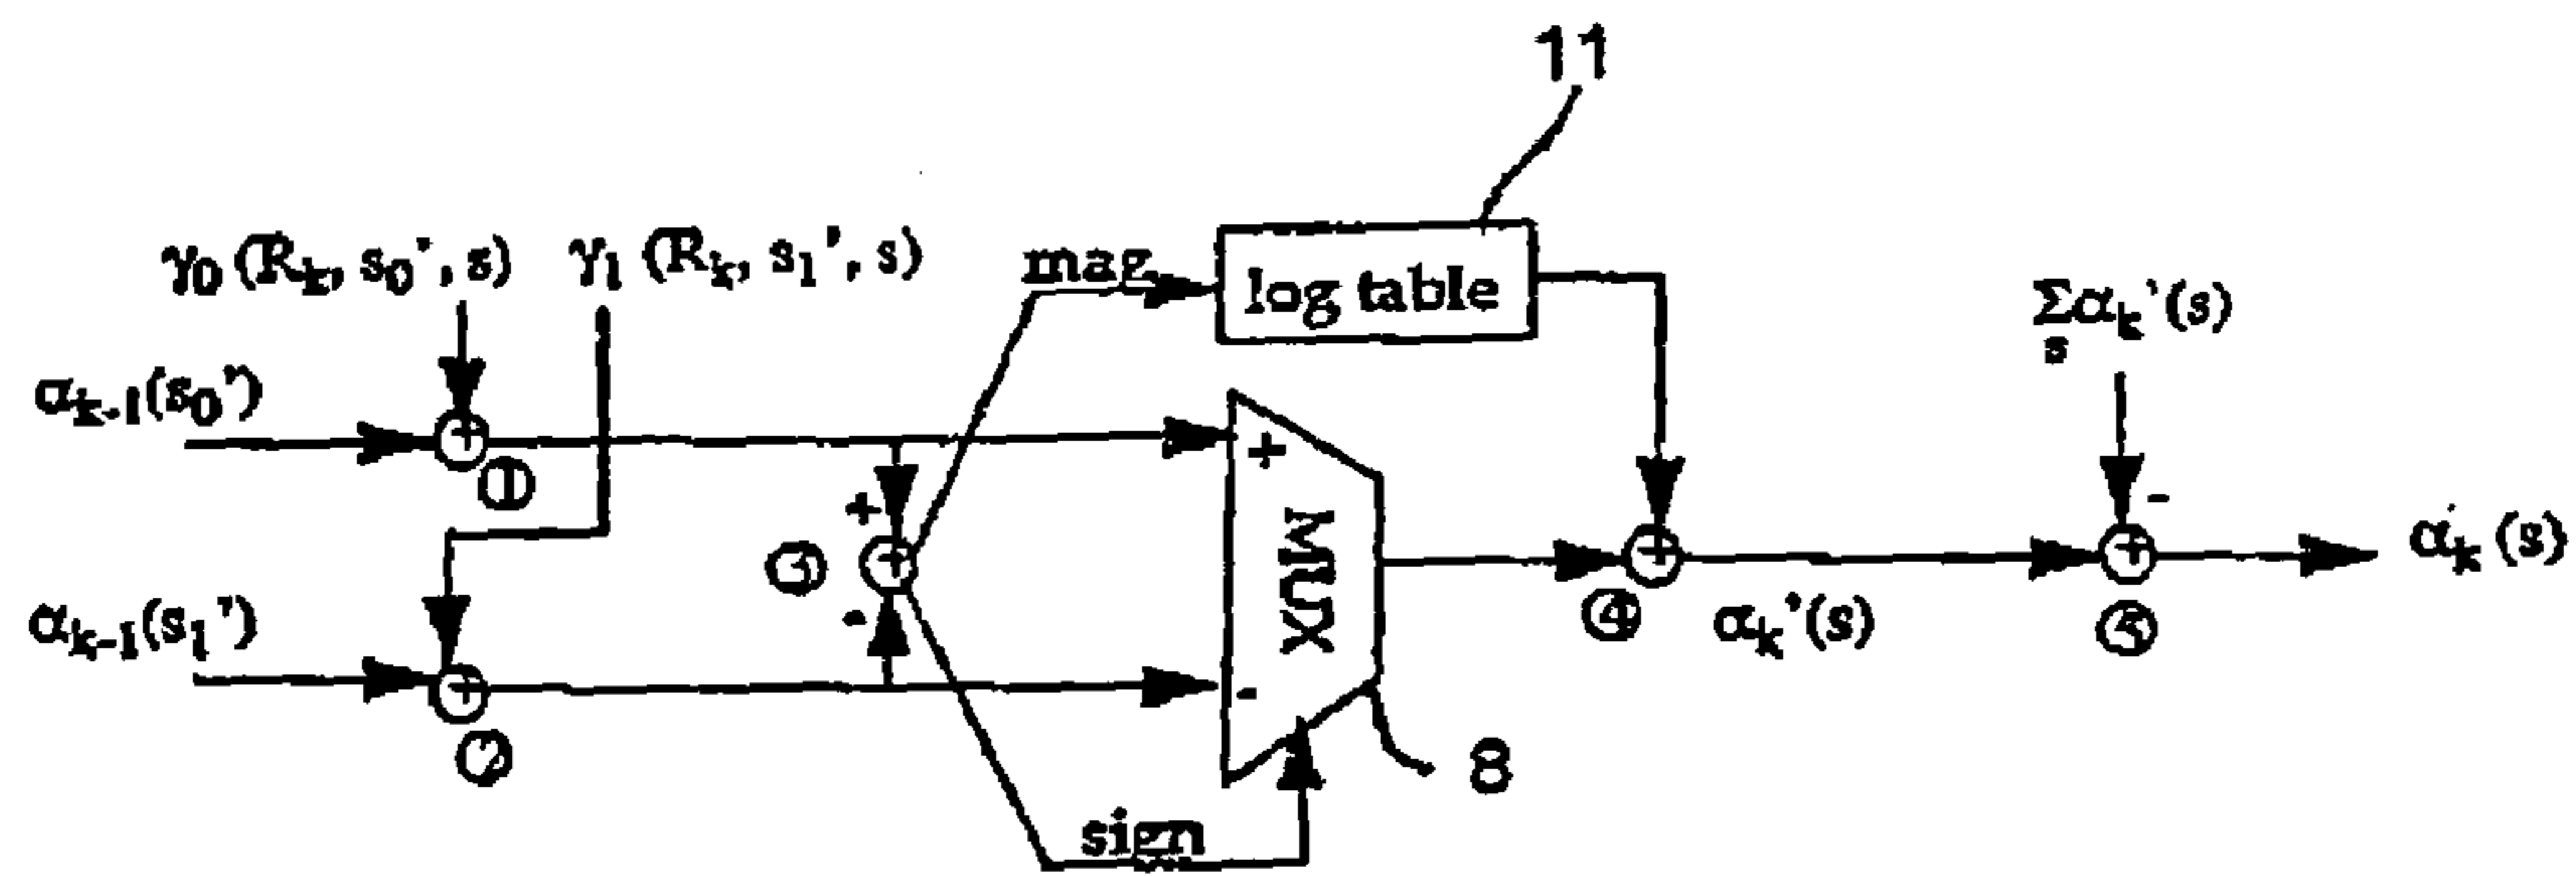 11
γ₀ (Rₖ, s₀', s)
γ₁ (Rₖ, s₁', s)
mag
log table
Σ αₖ'(s)
s
αₖ₋₁(s₀')
+
①
+
+
③
+
-
MUX
+
-
+
④
αₖ'(s)
-
+
⑤
αₖ (s)
αₖ₋₁(s₁')
+
②
sign
8